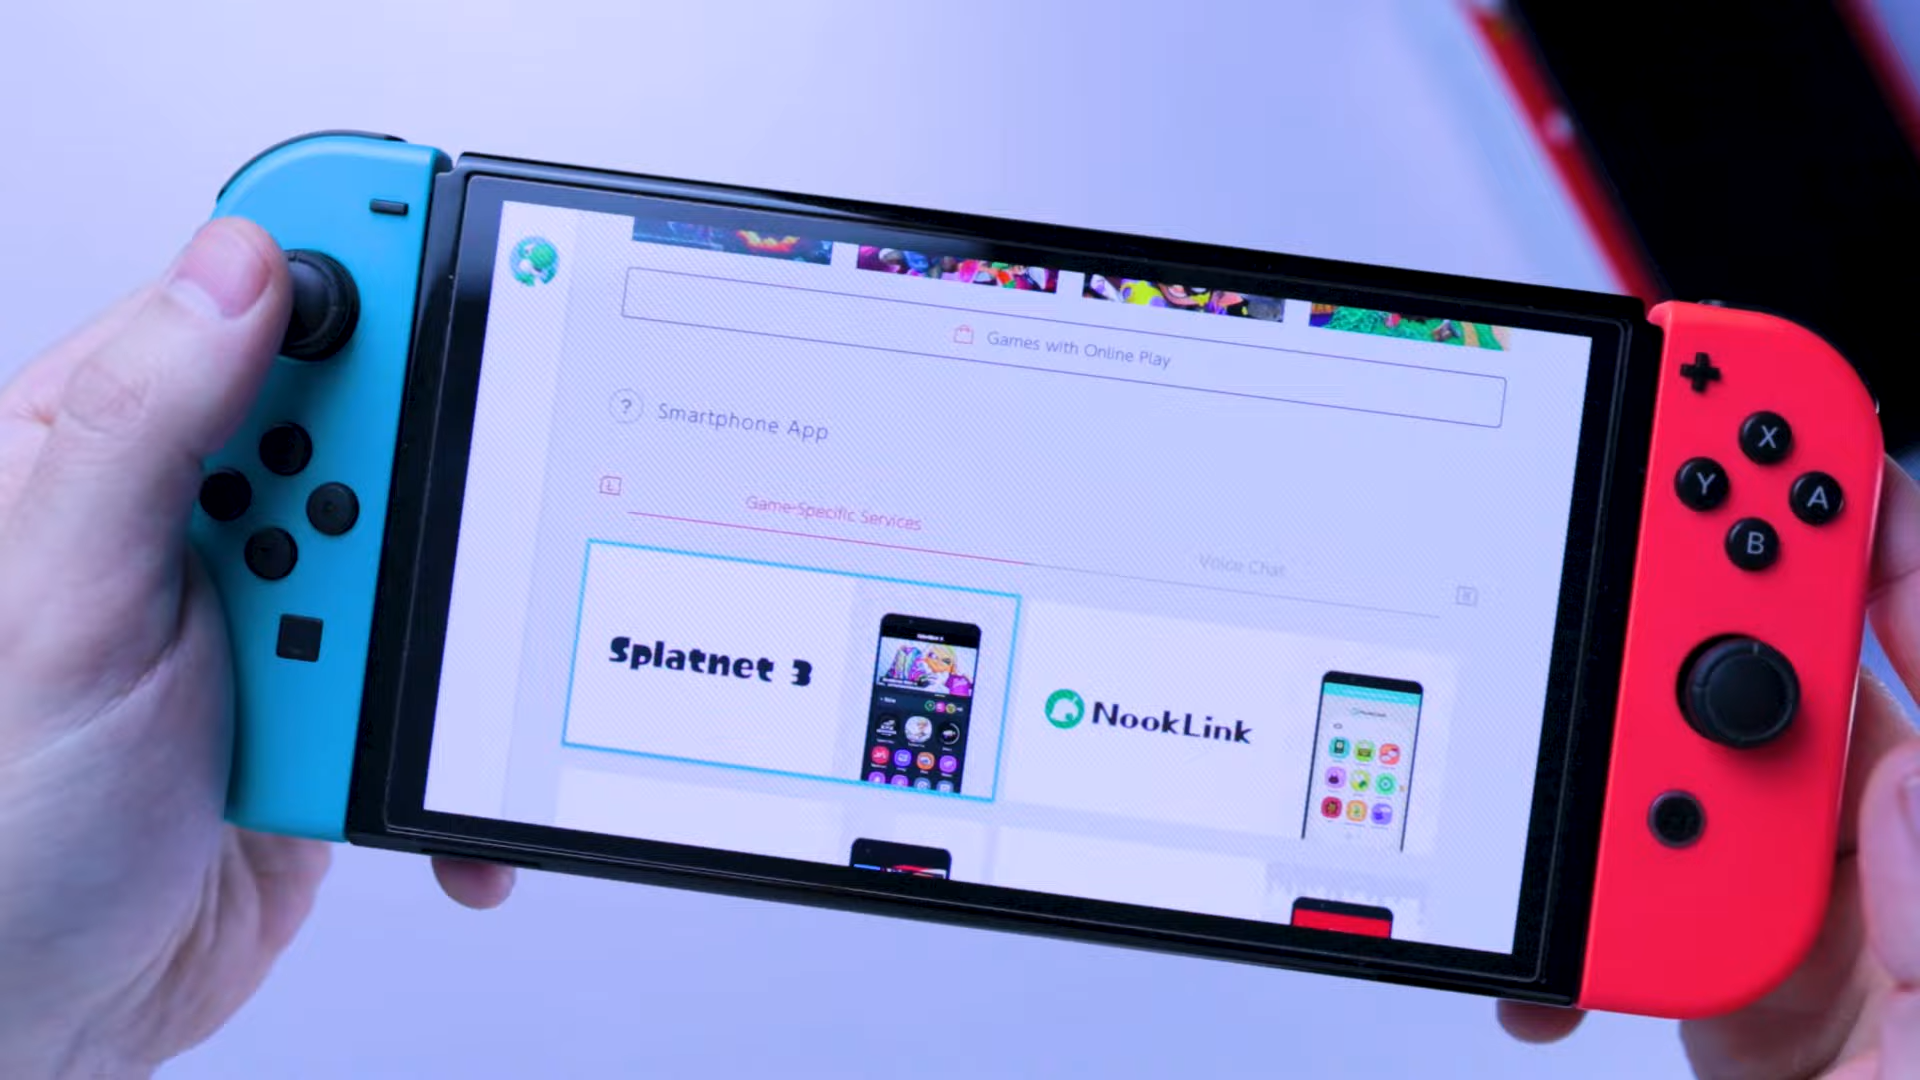 Games with Online Play
? Smartphone App
L
Game-Specific Services
Voice Chat
R
Splatnet 3
NookLink
X
Y
A
B